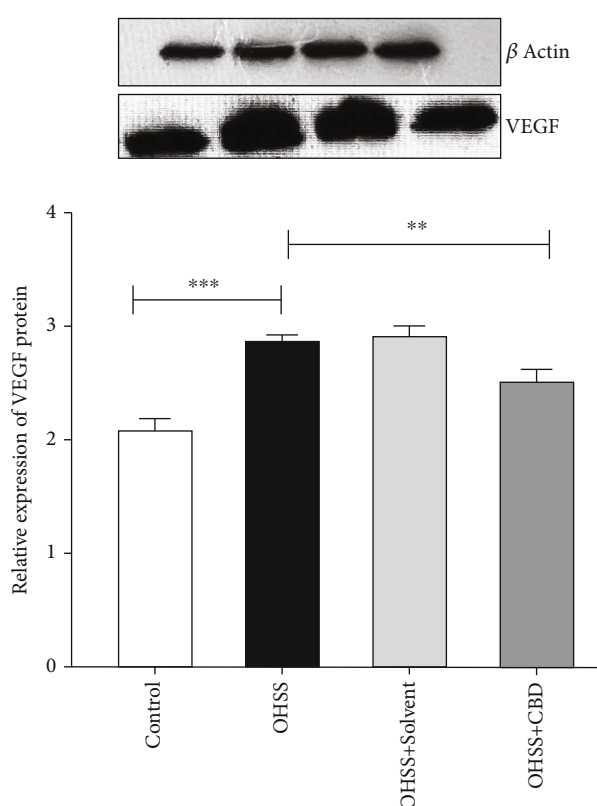 β Actin
VEGF
Relative expression of VEGF protein
4
3
2
1
0
***
**
Control
OHSS
OHSS+Solvent
OHSS+CBD